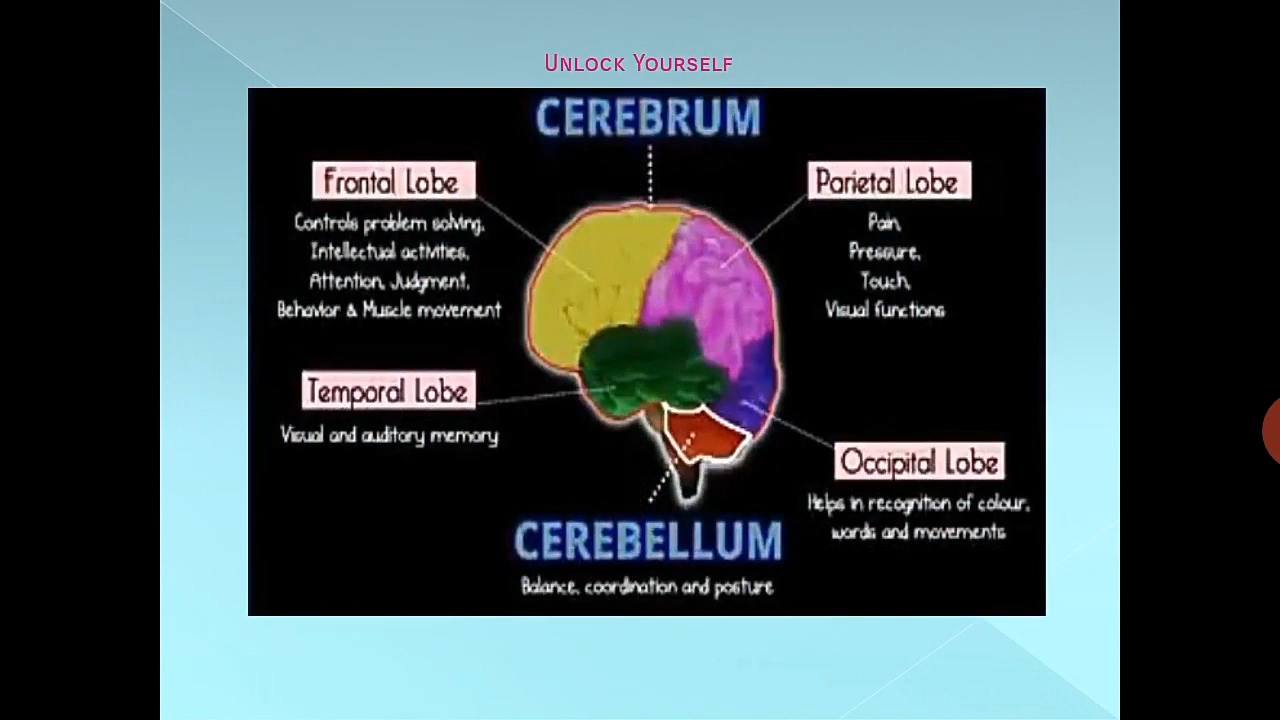 Unlock Yourself
CEREBRUM
Frontal Lobe
Controls problem solving,
Intellectual activities,
Attention, Judgment,
Behavior & Muscle movement
Parietal Lobe
Pain,
Pressure,
Touch,
Visual functions
Temporal Lobe
Visual and auditory memory
Occipital Lobe
Helps in recognition of colour,
words and movements
CEREBELLUM
Balance, coordination and posture